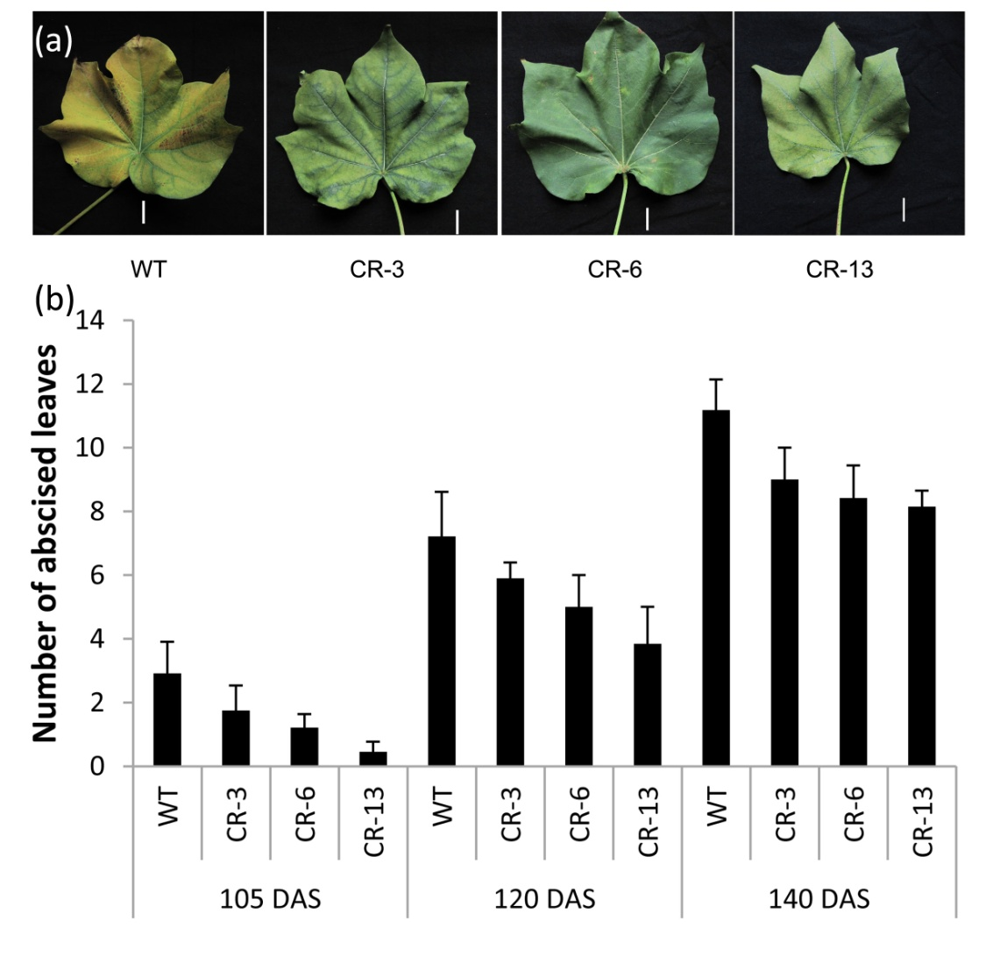 (a)
WT CR-3 CR-6 CR-13
(b)
Number of abscised leaves
14
12
10
8
6
4
2
0
WT CR-3 CR-6 CR-13 WT CR-3 CR-6 CR-13 WT CR-3 CR-6 CR-13
105 DAS 120 DAS 140 DAS